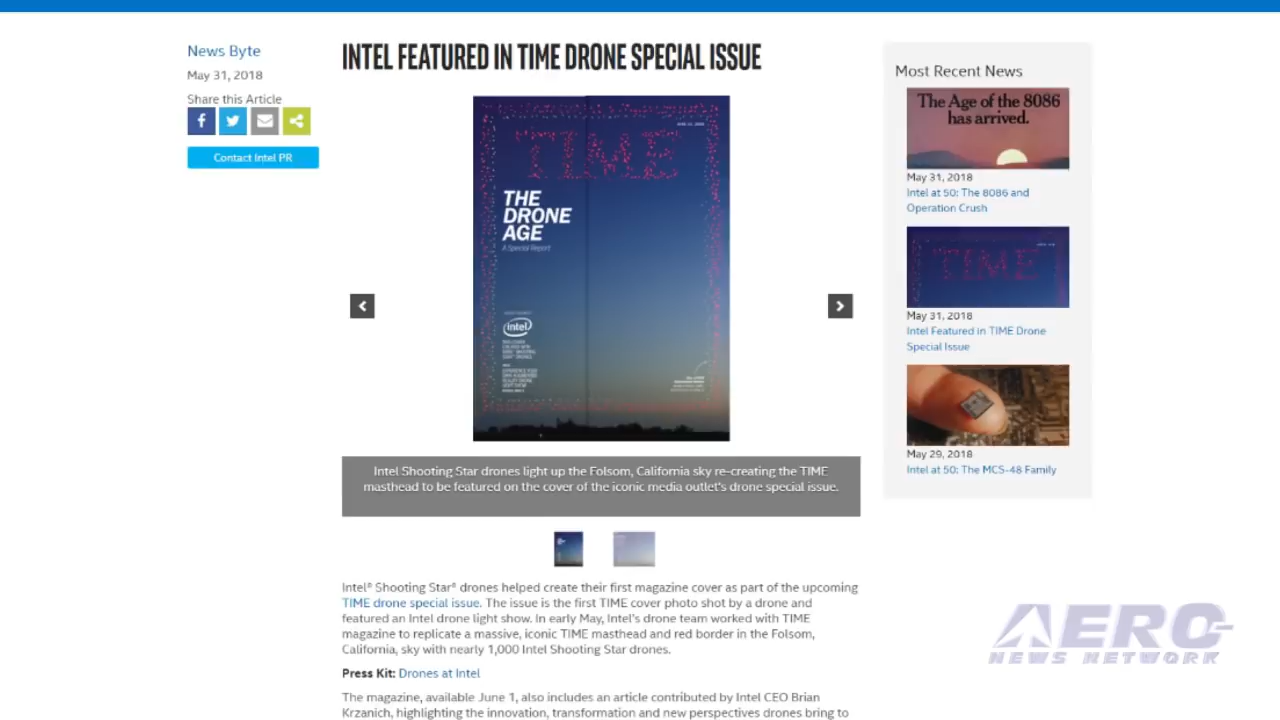 News Byte
May 31, 2018
Share this Article
Contact Intel PR
INTEL FEATURED IN TIME DRONE SPECIAL ISSUE
TIME
THE
DRONE
AGE
A Special Report
intel
Intel Shooting Star drones light up the Folsom, California sky re-creating the TIME
masthead to be featured on the cover of the iconic media outlet's drone special issue.
Intel® Shooting Star® drones helped create their first magazine cover as part of the upcoming
TIME drone special issue. The issue is the first TIME cover photo shot by a drone and
featured an Intel drone light show. In early May, Intel's drone team worked with TIME
magazine to replicate a massive, iconic TIME masthead and red border in the Folsom,
California, sky with nearly 1,000 Intel Shooting Star drones.
Press Kit: Drones at Intel
The magazine, available June 1, also includes an article contributed by Intel CEO Brian
Krzanich, highlighting the innovation, transformation and new perspectives drones bring to
Most Recent News
The Age of the 8086
has arrived.
May 31, 2018
Intel at 50: The 8086 and
Operation Crush
TIME
May 31, 2018
Intel Featured in TIME Drone
Special Issue
May 29, 2018
Intel at 50: The MCS-48 Family
AERO
NEWS NETWORK